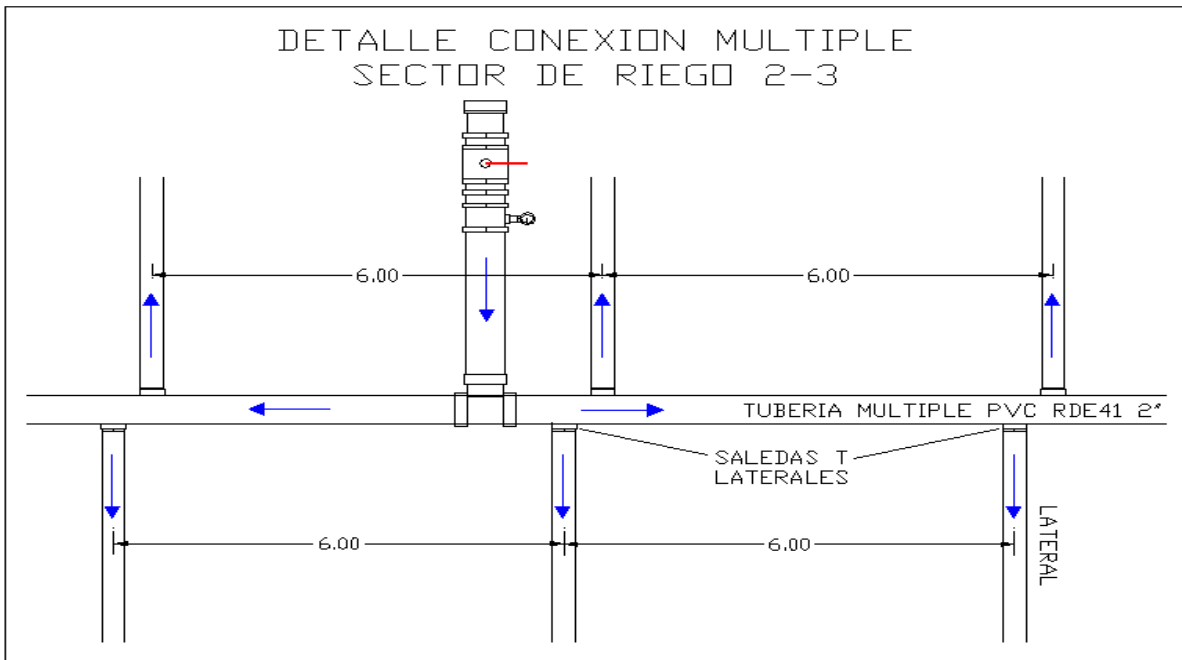 DETALLE CONEXION MULTIPLE
SECTOR DE RIEGO 2-3
6.00
6.00
TUBERIA MULTIPLE PVC RDE41 2"
SALEDAS T
LATERALES
LATERAL
6.00
6.00